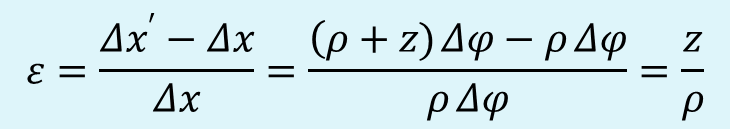 ε = (Δx′ − Δx) / Δx = ((ρ + z) Δφ − ρ Δφ) / (ρ Δφ) = z / ρ